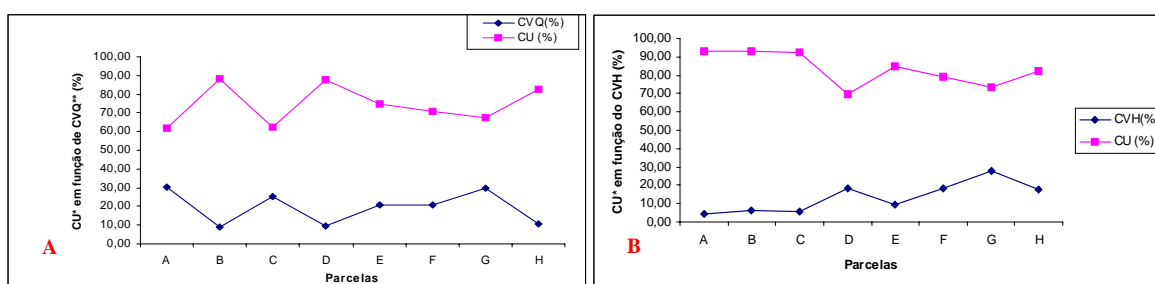 CVQ(%)
CU (%)
CU* em função de CVQ** (%)
100,00
90,00
80,00
70,00
60,00
50,00
40,00
30,00
20,00
10,00
0,00
A B C D E F G H
Parcelas
A
CU* em função do CVH (%)
100,00
90,00
80,00
70,00
60,00
50,00
40,00
30,00
20,00
10,00
0,00
A B C D E F G H
Parcelas
CVH(%
CU (%)
B